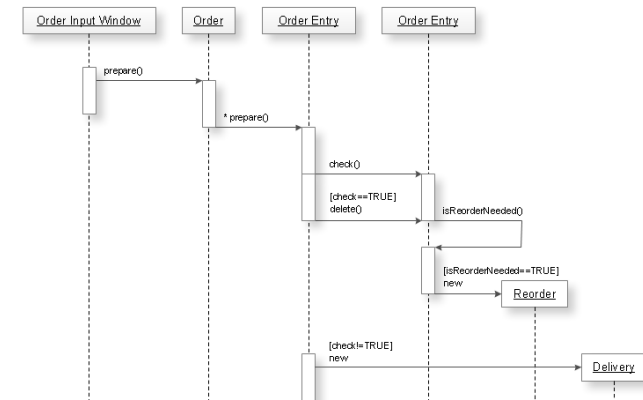 Order Input Window
Order
Order Entry
Order Entry
prepare()
* prepare()
check()
[check==TRUE]
delete()
isReorderNeeded()
[isReorderNeeded==TRUE]
new
Reorder
[check!=TRUE]
new
Delivery